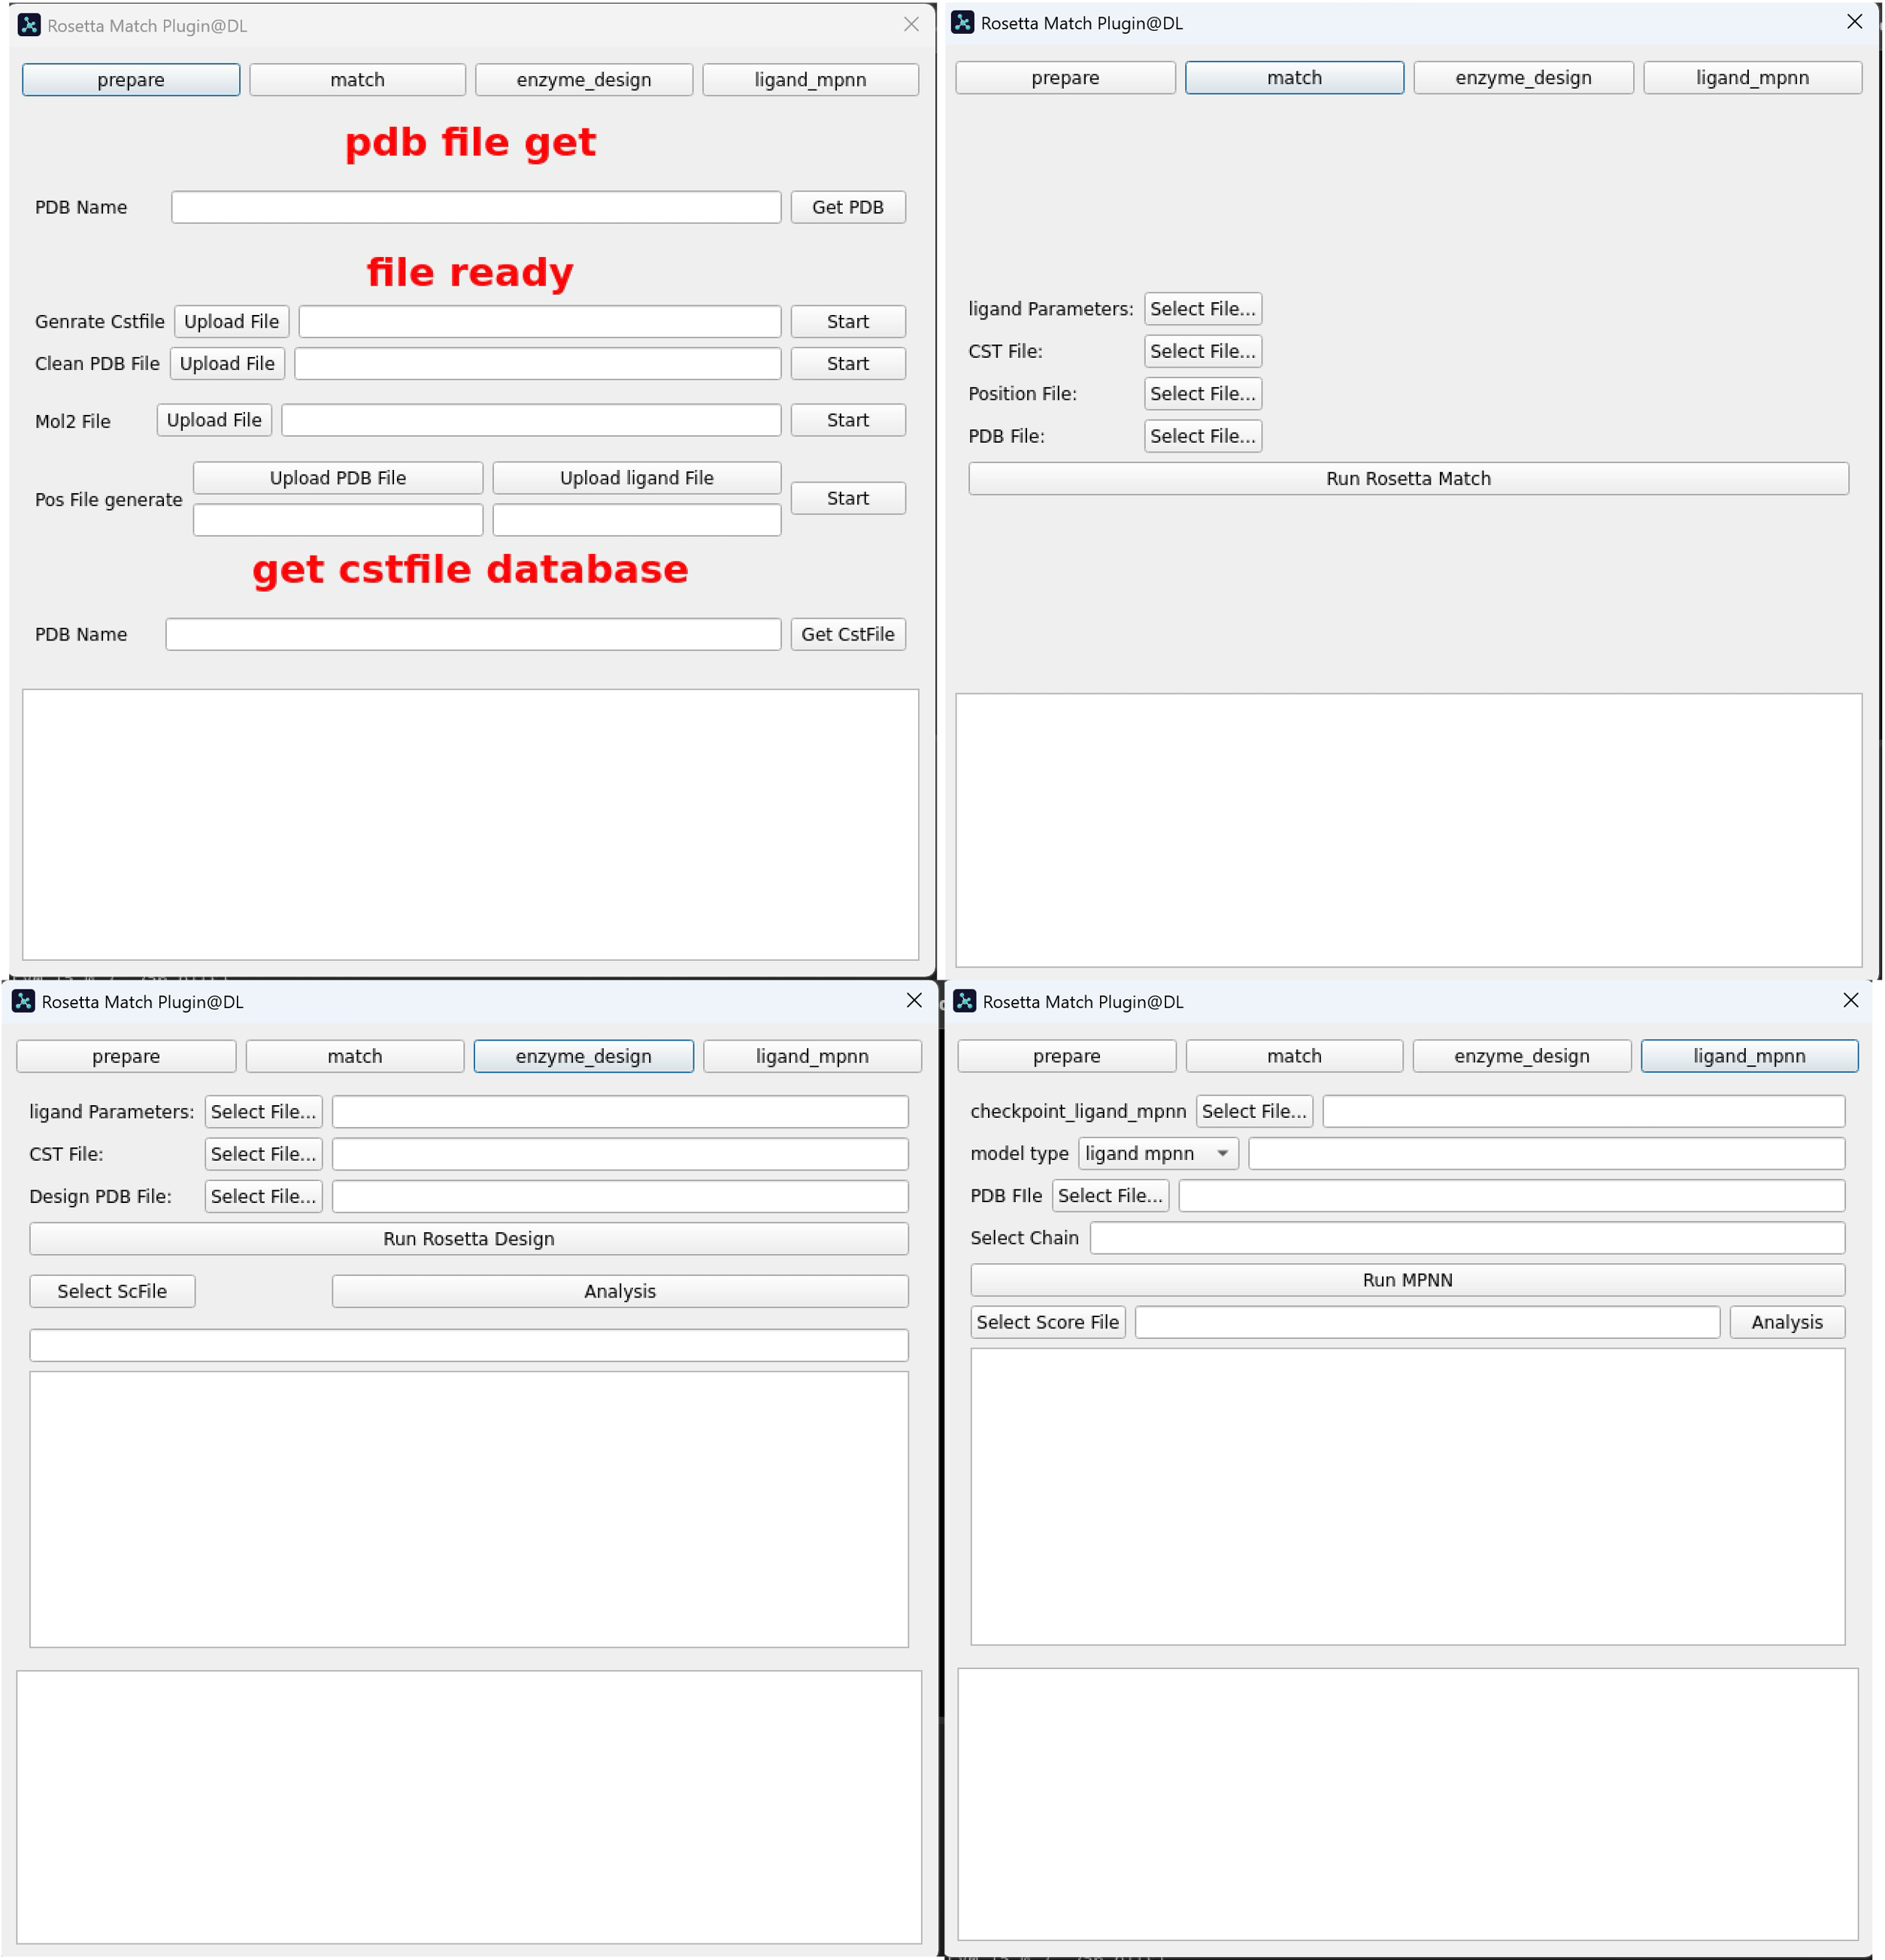 Rosetta Match Plugin@DL
prepare match enzyme_design ligand_mpnn
pdb file get
PDB Name Get PDB
file ready
Genrate Cstfile Upload File Start
Clean PDB File Upload File Start
Mol2 File Upload File Start
Upload PDB File Upload ligand File
Pos File generate Start
get cstfile database
PDB Name Get CstFile
Rosetta Match Plugin@DL
prepare match enzyme_design ligand_mpnn
ligand Parameters: Select File...
CST File: Select File...
Position File: Select File...
PDB File: Select File...
Run Rosetta Match
Rosetta Match Plugin@DL
prepare match enzyme_design ligand_mpnn
ligand Parameters: Select File...
CST File: Select File...
Design PDB File: Select File...
Run Rosetta Design
Select ScFile Analysis
Rosetta Match Plugin@DL
prepare match enzyme_design ligand_mpnn
checkpoint_ligand_mpnn Select File...
model type ligand mpnn
PDB FIle Select File...
Select Chain
Run MPNN
Select Score File Analysis